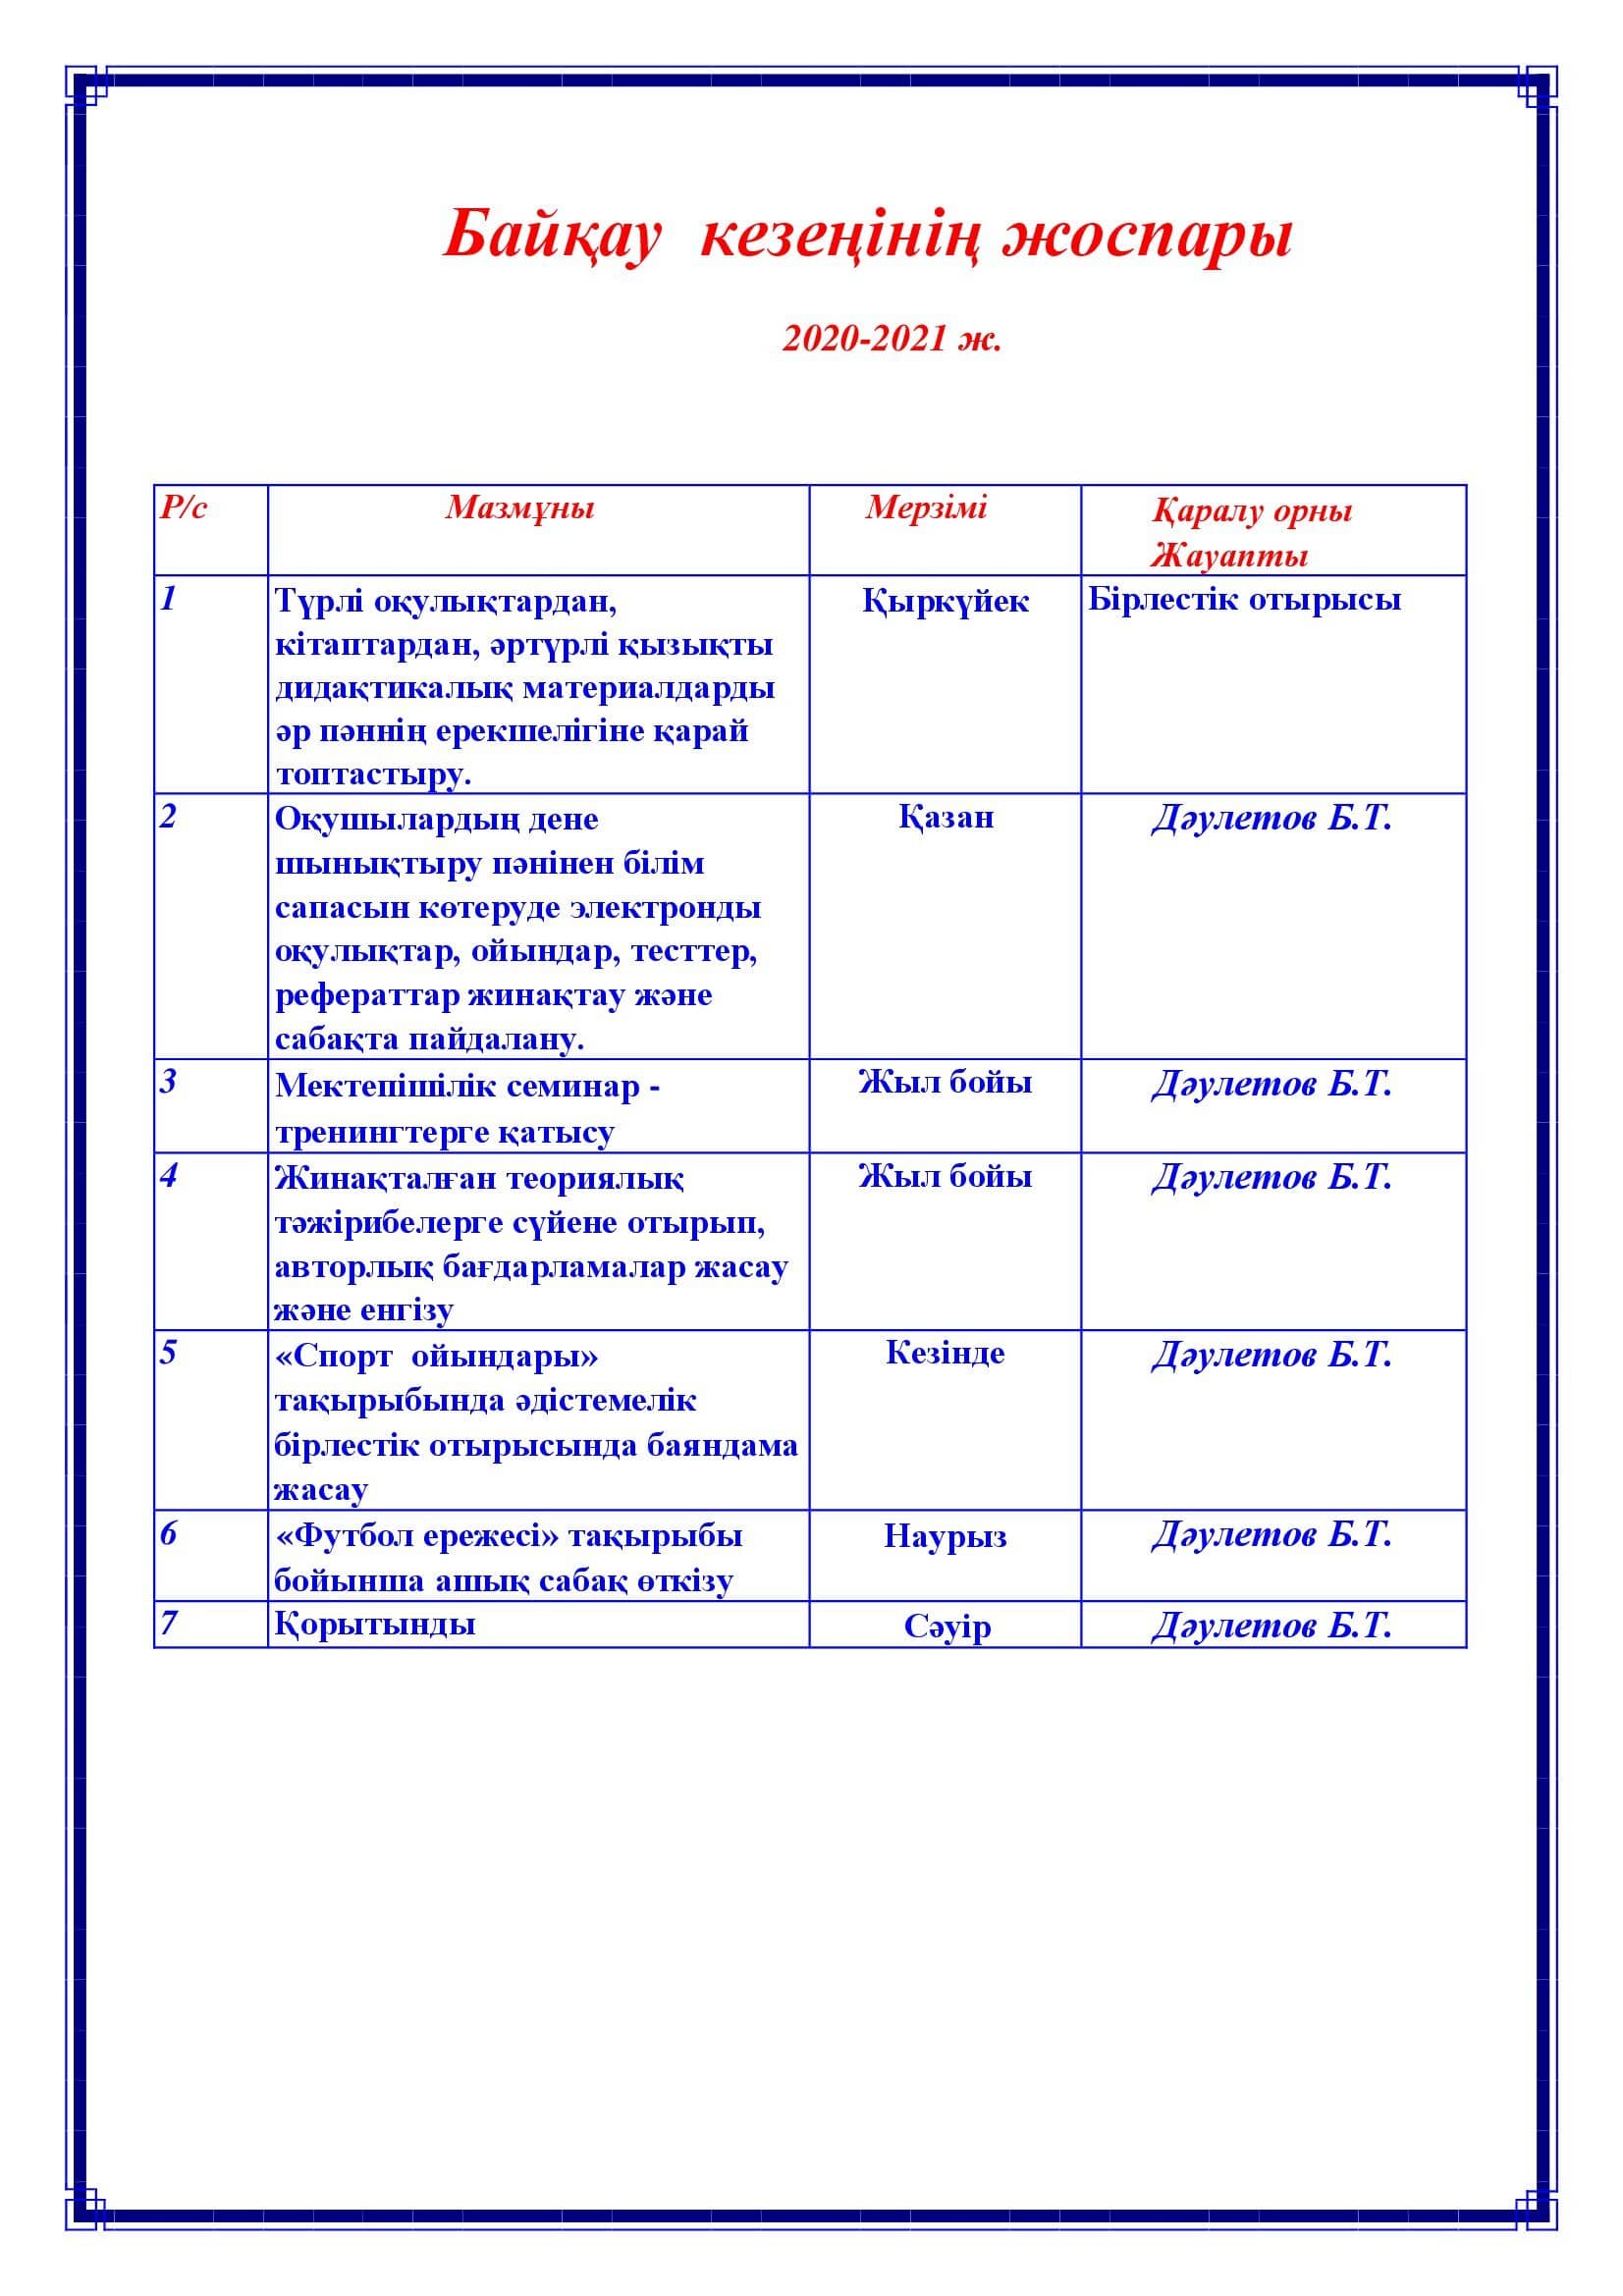 Байқау кезеңінің жоспары
2020-2021 ж.
Р/с Мазмұны Мерзімі Қаралу орны
Жауапты
1 Түрлі оқулықтардан, Қыркүйек Бірлестік отырысы
кітаптардан, әртүрлі қызықты
дидақтикалық материалдарды
әр пәннің ерекшелігіне қарай
топтастыру.
2 Оқушылардың дене Қазан Дәулетов Б.Т.
шынықтыру пәнінен білім
сапасын көтеруде электронды
оқулықтар, ойындар, тесттер,
рефераттар жинақтау және
сабақта пайдалану.
3 Мектепішілік семинар - Жыл бойы Дәулетов Б.Т.
тренингтерге қатысу
4 Жинақталған теориялық Жыл бойы Дәулетов Б.Т.
тәжірибелерге сүйене отырып,
авторлық бағдарламалар жасау
және енгізу
5 «Спорт ойындары» Кезінде Дәулетов Б.Т.
тақырыбында әдістемелік
бірлестік отырысында баяндама
жасау
6 «Футбол ережесі» тақырыбы Наурыз Дәулетов Б.Т.
бойынша ашық сабақ өткізу
7 Қорытынды Сәуір Дәулетов Б.Т.